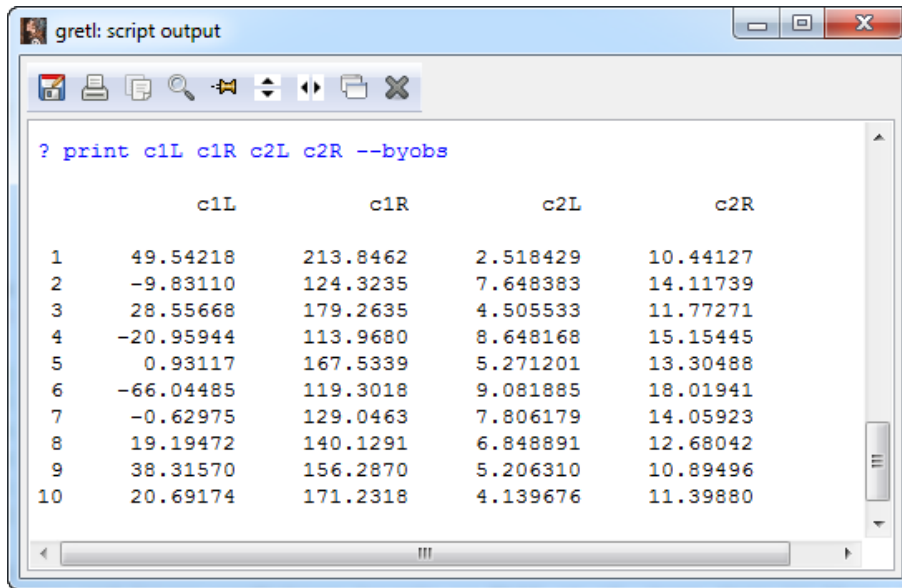 gretl: script output
? print c1L c1R c2L c2R --byobs
c1L c1R c2L c2R
1 49.54218 213.8462 2.518429 10.44127
2 -9.83110 124.3235 7.648383 14.11739
3 28.55668 179.2635 4.505533 11.77271
4 -20.95944 113.9680 8.648168 15.15445
5 0.93117 167.5339 5.271201 13.30488
6 -66.04485 119.3018 9.081885 18.01941
7 -0.62975 129.0463 7.806179 14.05923
8 19.19472 140.1291 6.848891 12.68042
9 38.31570 156.2870 5.206310 10.89496
10 20.69174 171.2318 4.139676 11.39880